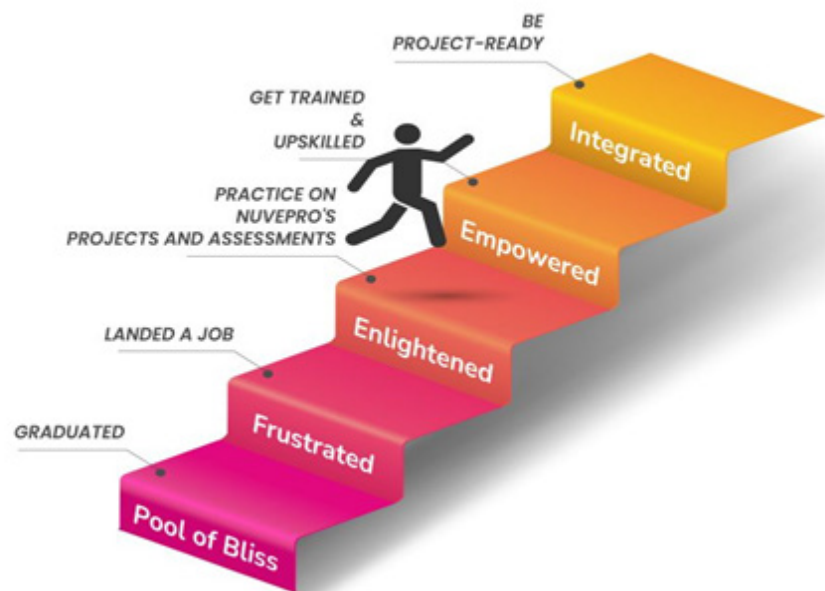 BE
PROJECT-READY
GET TRAINED
&
UPSKILLED
PRACTICE ON
NUVEPRO'S
PROJECTS AND ASSESSMENTS
LANDED A JOB
GRADUATED
Integrated
Empowered
Enlightened
Frustrated
Pool of Bliss